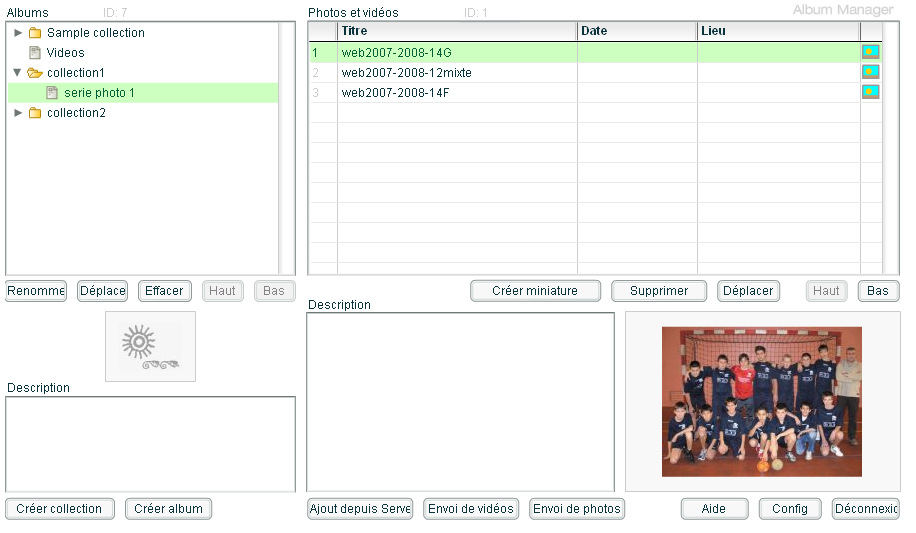 Albums ID: 7
Sample collection
Videos
collection1
serie photo 1
collection2
Renomme Déplace Effacer Haut Bas
Description
Créer collection Créer album
Photos et vidéos ID: 1 Album Manager
Titre Date Lieu
1 web2007-2008-14G
2 web2007-2008-12mixte
3 web2007-2008-14F
Créer miniature Supprimer Déplacer Haut Bas
Description
Ajout depuis Serve Envoi de vidéos Envoi de photos Aide Config Déconnexic